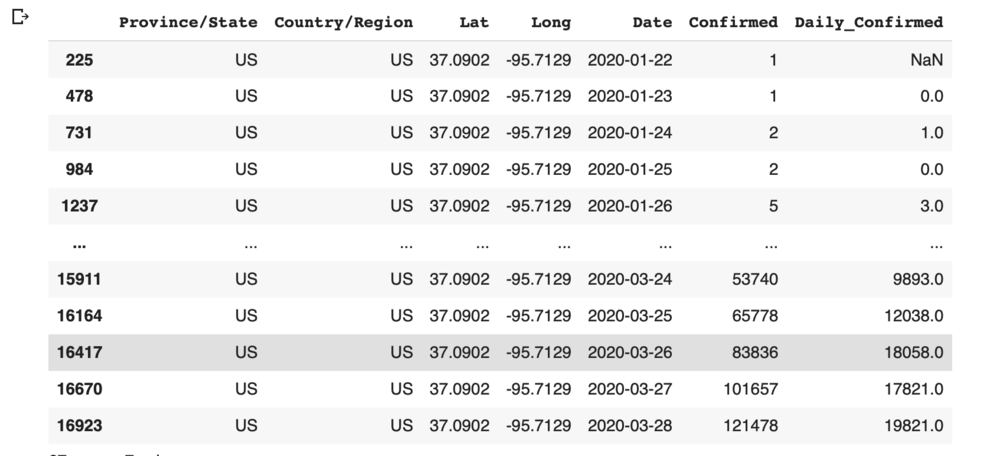 Province/State Country/Region Lat Long Date Confirmed Daily_Confirmed
225 US US 37.0902 -95.7129 2020-01-22 1 NaN
478 US US 37.0902 -95.7129 2020-01-23 1 0.0
731 US US 37.0902 -95.7129 2020-01-24 2 1.0
984 US US 37.0902 -95.7129 2020-01-25 2 0.0
1237 US US 37.0902 -95.7129 2020-01-26 5 3.0
... ... ... ... ... ... ... ...
15911 US US 37.0902 -95.7129 2020-03-24 53740 9893.0
16164 US US 37.0902 -95.7129 2020-03-25 65778 12038.0
16417 US US 37.0902 -95.7129 2020-03-26 83836 18058.0
16670 US US 37.0902 -95.7129 2020-03-27 101657 17821.0
16923 US US 37.0902 -95.7129 2020-03-28 121478 19821.0